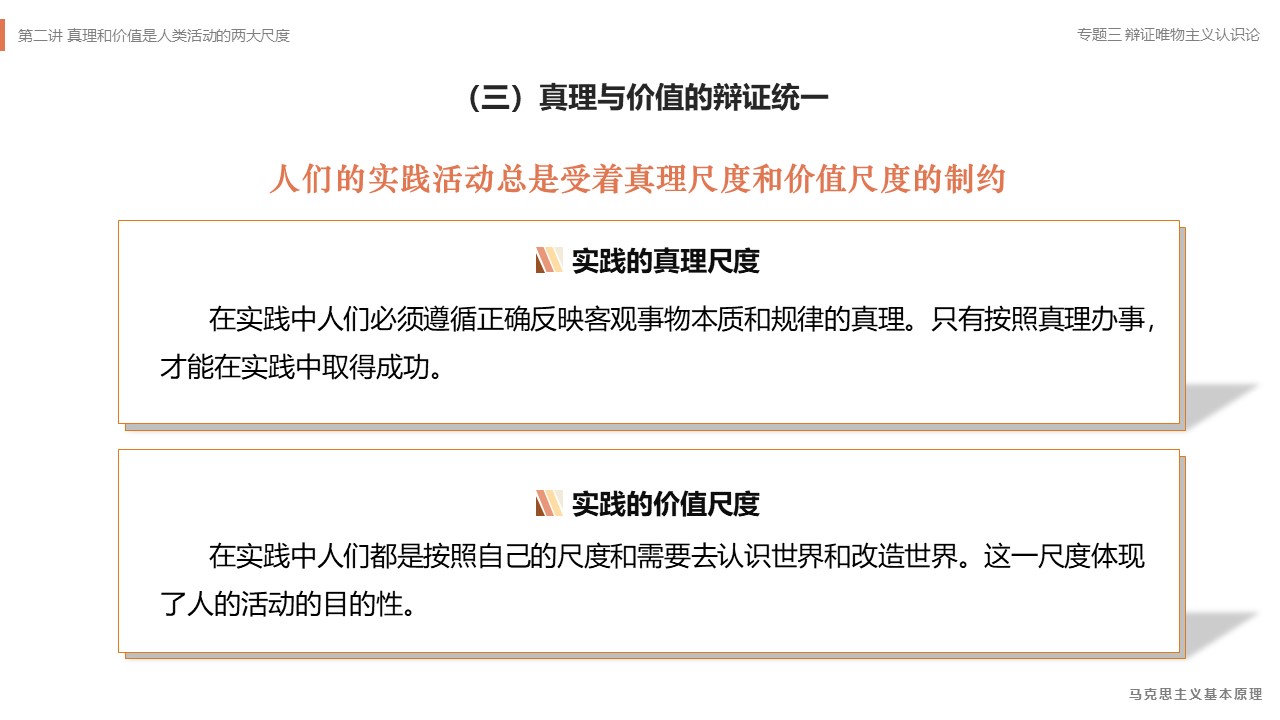 第二讲 真理和价值是人类活动的两大尺度
专题三 辩证唯物主义认识论
（三）真理与价值的辩证统一
人们的实践活动总是受着真理尺度和价值尺度的制约
实践的真理尺度
在实践中人们必须遵循正确反映客观事物本质和规律的真理。只有按照真理办事，
才能在实践中取得成功。
实践的价值尺度
在实践中人们都是按照自己的尺度和需要去认识世界和改造世界。这一尺度体现
了人的活动的目的性。
马克思主义基本原理